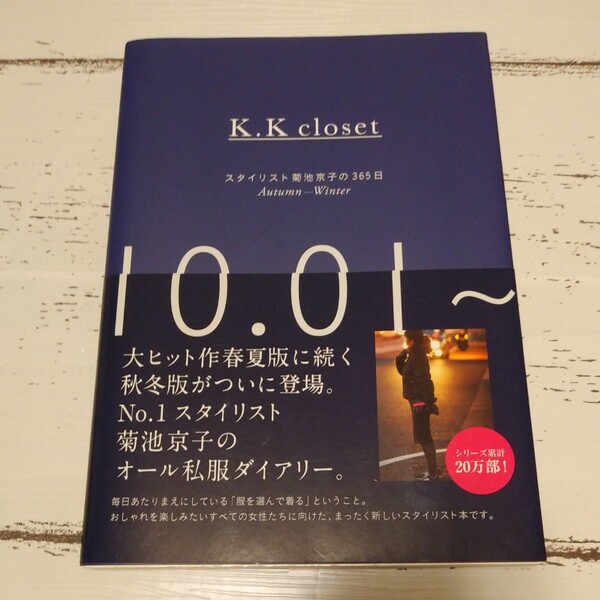 K.K closet
スタイリスト菊池京子の365日
Autumn—Winter
10.01~
大ヒット作春夏版に続く
秋冬版がついに登場。
No.1 スタイリスト
菊池京子の
オール私服ダイアリー。
シリーズ累計
20万部!
毎日あたりまえにしている「服を選んで着る」ということ。
おしゃれを楽しみたいすべての女性たちに向けた、まったく新しいスタイリスト本です。